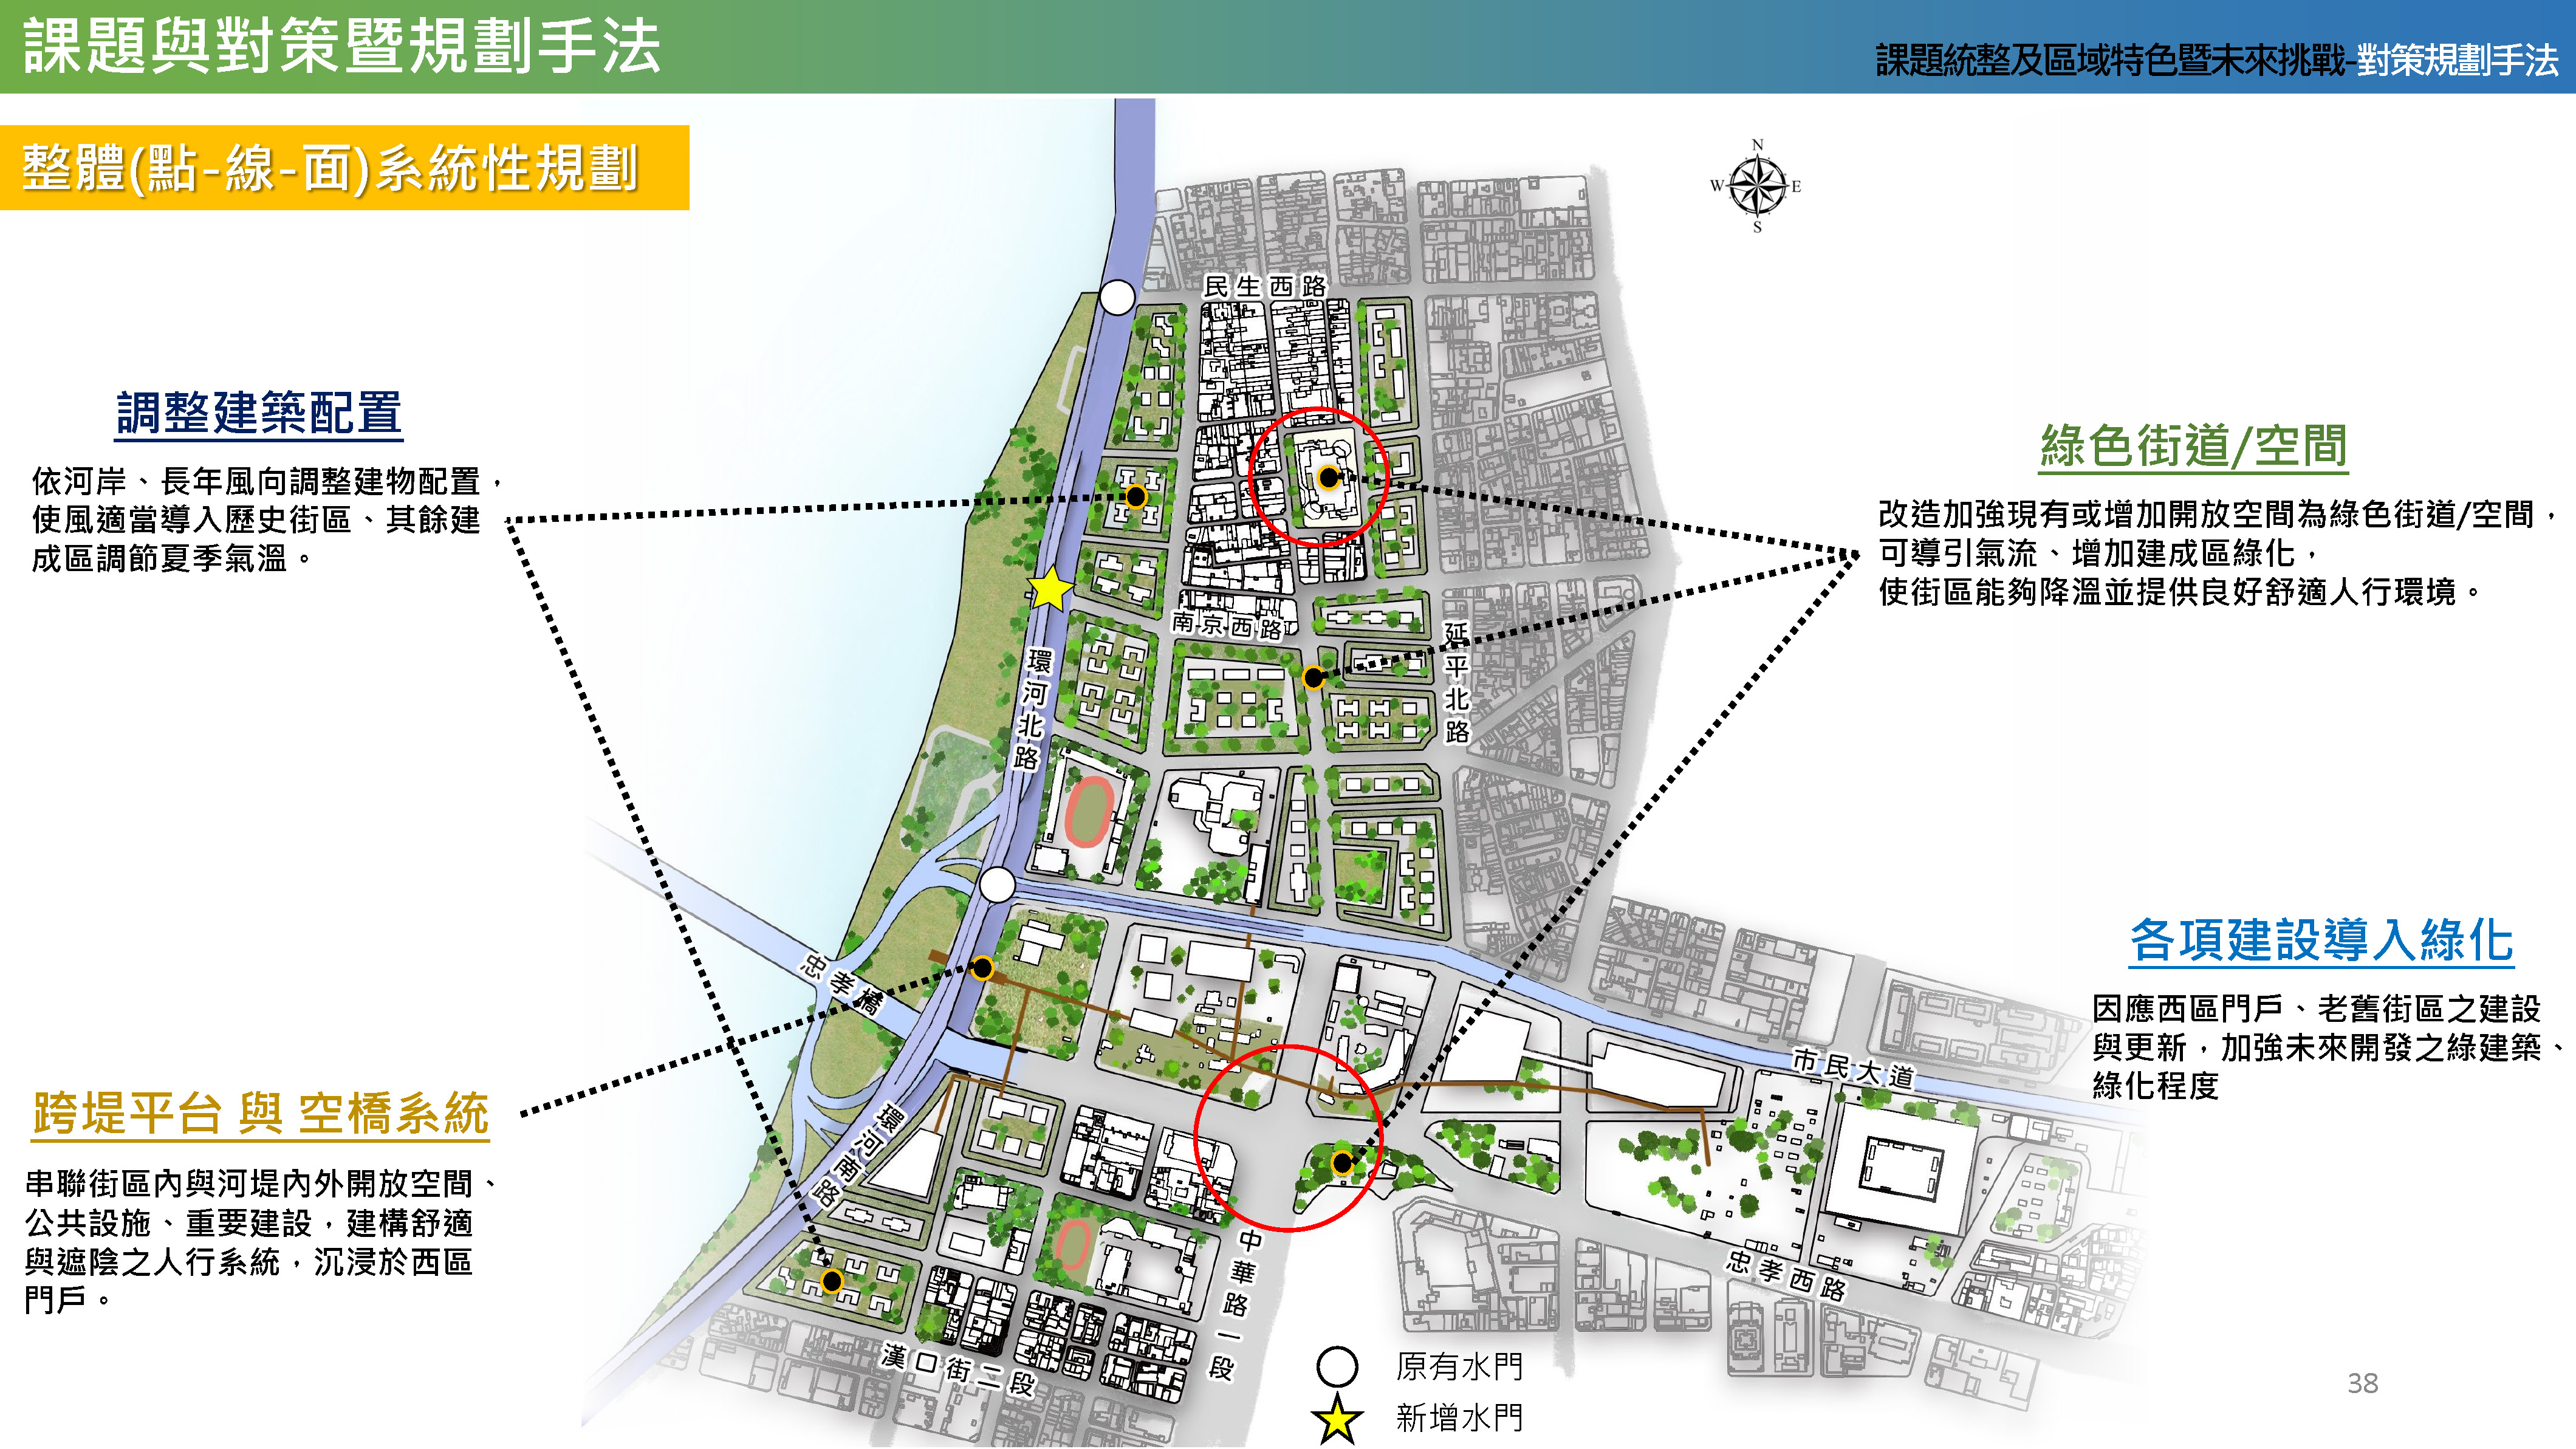 課題與對策暨規劃手法
課題統整及區域特色暨未來挑戰-對策規劃手法
整體(點-線-面)系統性規劃
N
W
E
S
民生西路
調整建築配置
依河岸、長年風向調整建物配置，
使風適當導入歷史街區、其餘建
成區調節夏季氣溫。
綠色街道/空間
改造加強現有或增加開放空間為綠色街道/空間，
可導引氣流、增加建成區綠化，
使街區能夠降溫並提供良好舒適人行環境。
南京西路
延平北路
環河北路
忠孝橋
各項建設導入綠化
因應西區門戶、老舊街區之建設
與更新，加強未來開發之綠建築、
綠化程度
市民大道
跨堤平台 與 空橋系統
串聯街區內與河堤內外開放空間、
公共設施、重要建設，建構舒適
與遮陰之人行系統，沉浸於西區
門戶。
環河南路
中華路一段
忠孝西路
漢口街二段
原有水門
新增水門
38